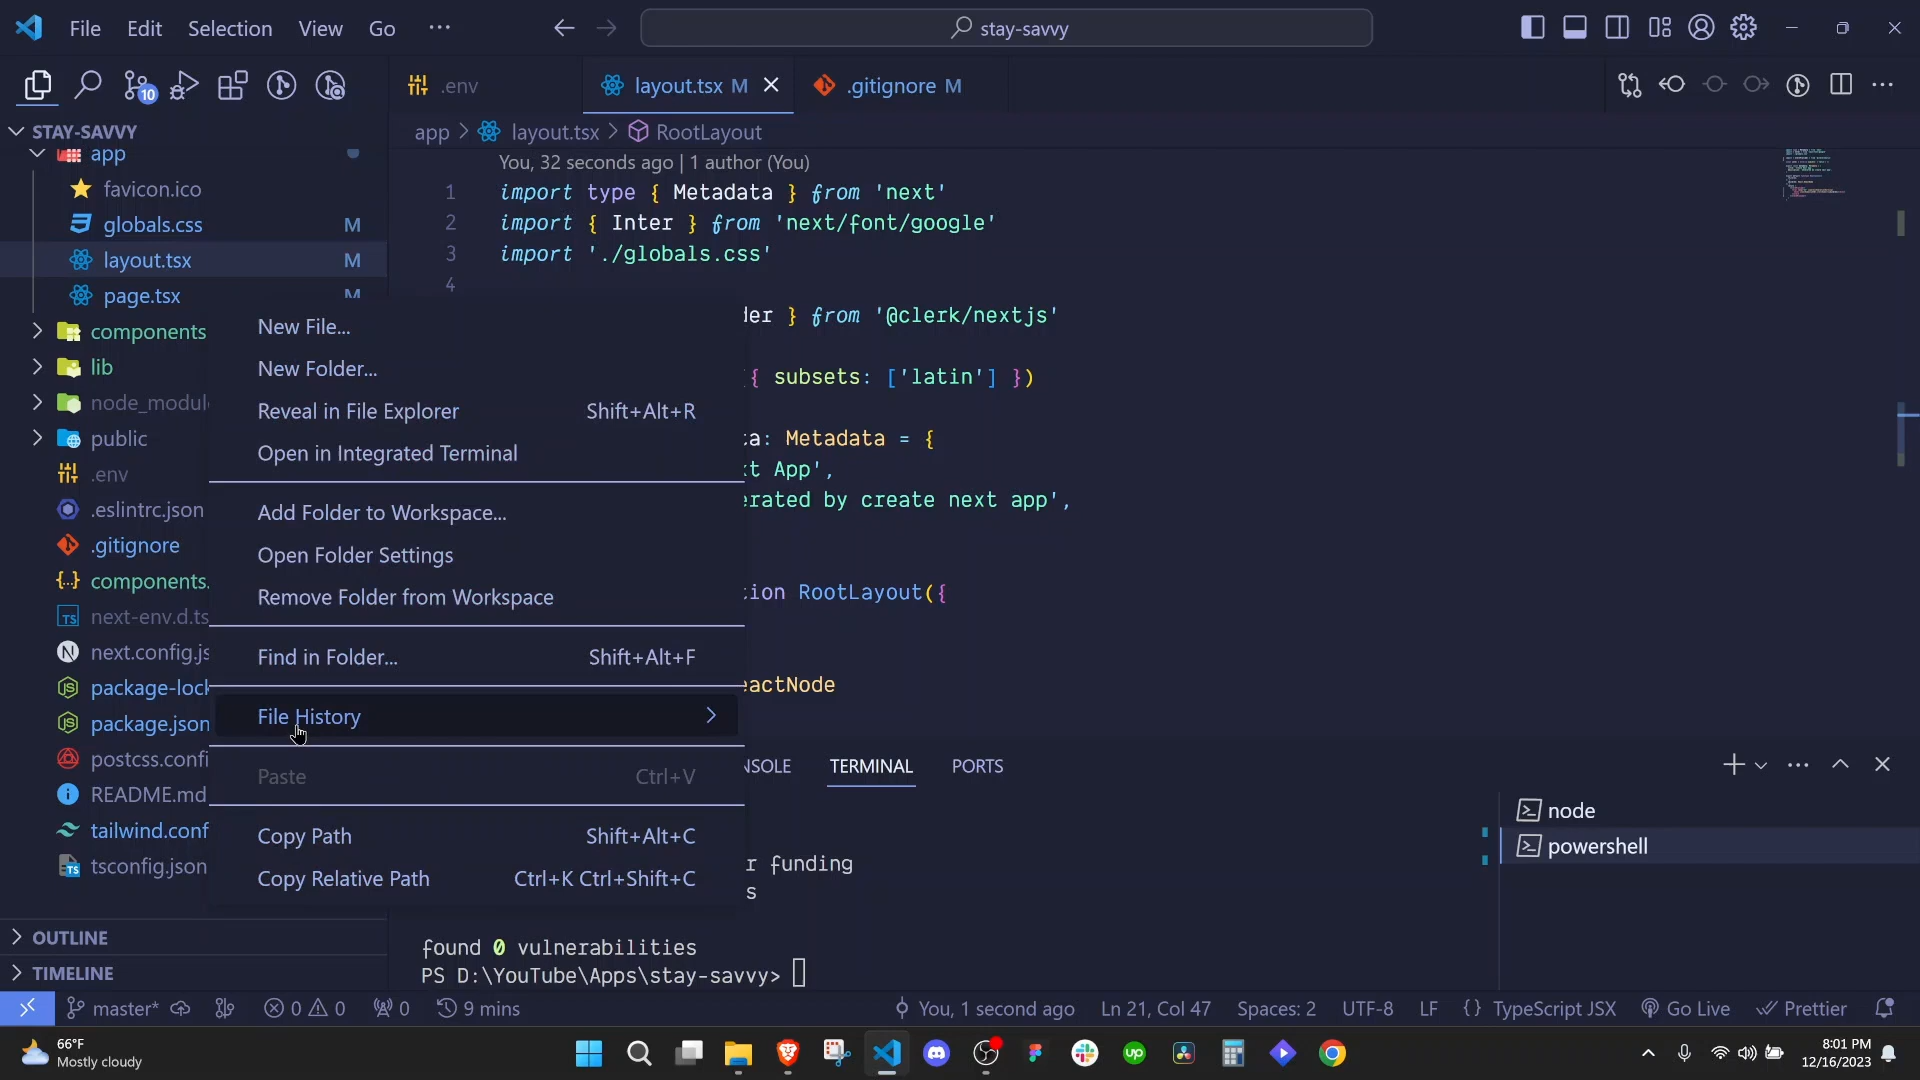 File Edit Selection View Go ··· stay-savvy
10
.env layout.tsx M .gitignore M
STAY-SAVVY
app > layout.tsx > RootLayout
app
favicon.ico
globals.css M
layout.tsx M
page.tsx M
components
lib
node_modul
public
.env
.eslintrc.json
.gitignore
components.
next-env.d.ts
next.config.js
package-lock
package.json
postcss.confi
README.md
tailwind.conf
tsconfig.json
OUTLINE
TIMELINE
New File...
New Folder...
Reveal in File Explorer Shift+Alt+R
Open in Integrated Terminal
Add Folder to Workspace...
Open Folder Settings
Remove Folder from Workspace
Find in Folder... Shift+Alt+F
File History
Paste Ctrl+V
Copy Path Shift+Alt+C
Copy Relative Path Ctrl+K Ctrl+Shift+C
You, 32 seconds ago | 1 author (You)
1 import type { Metadata } from 'next'
2 import { Inter } from 'next/font/google'
3 import './globals.css'
4
der } from '@clerk/nextjs'
({ subsets: ['latin'] })
ta: Metadata = {
xt App',
erated by create next app',
tion RootLayout({
eactNode
NSOLE TERMINAL PORTS
r funding
s
found 0 vulnerabilities
PS D:\YouTube\Apps\stay-savvy>
node
powershell
master* 0 0 0 9 mins You, 1 second ago Ln 21, Col 47 Spaces: 2 UTF-8 LF {} TypeScript JSX Go Live Prettier
66°F
Mostly cloudy
up
8:01 PM
12/16/2023